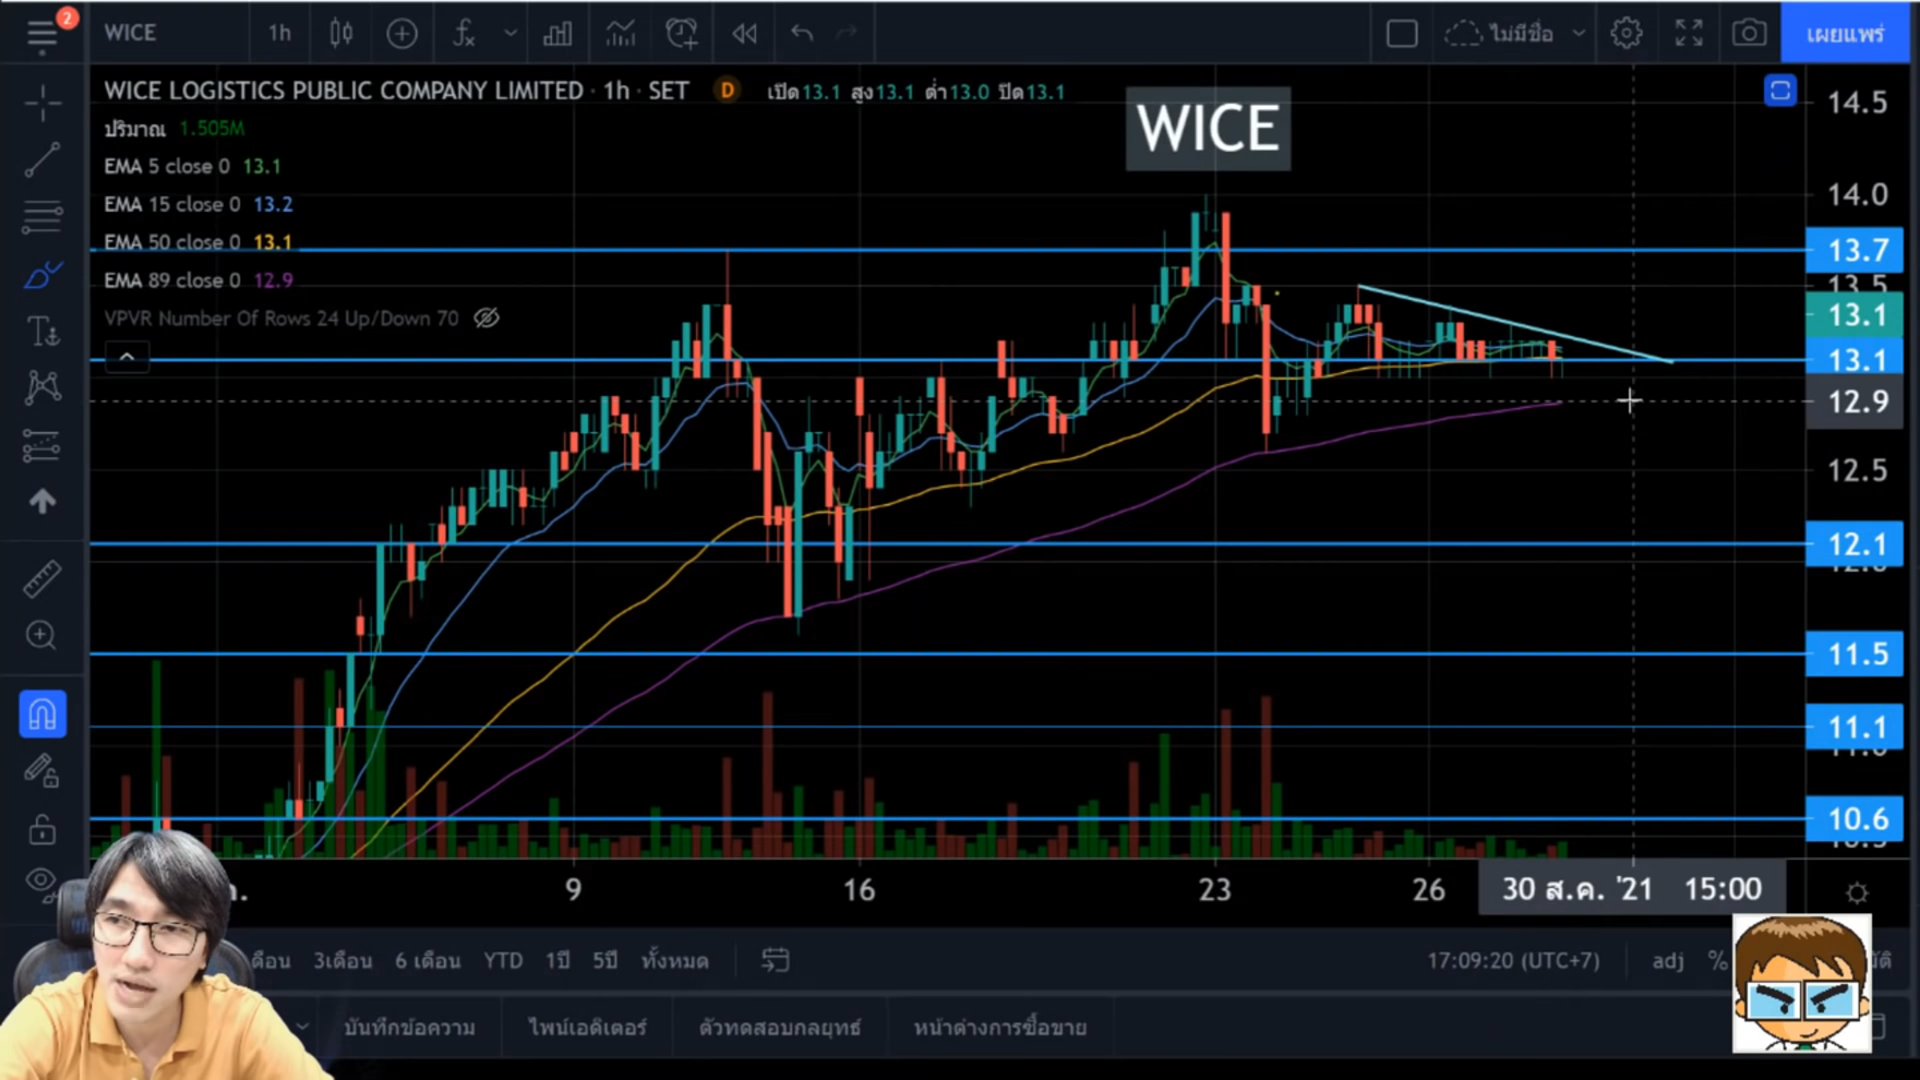 2
WICE
1h
ไม่มีชื่อ
เผยแพร่
WICE LOGISTICS PUBLIC COMPANY LIMITED · 1h · SET
D
เปิด13.1 สูง13.1 ต่ำ13.0 ปิด13.1
WICE
14.5
ปริมาณ 1.505M
EMA 5 close 0 13.1
14.0
EMA 15 close 0 13.2
EMA 50 close 0 13.1
13.7
EMA 89 close 0 12.9
13.5
VPVR Number Of Rows 24 Up/Down 70
13.1
13.1
12.9
12.5
12.1
11.5
11.1
10.6
9
16
23
26
30 ส.ค. '21 15:00
3เดือน
6 เดือน
YTD
1ปี
5ปี
ทั้งหมด
17:09:20 (UTC+7)
adj
%
บันทึกข้อความ
ไพน์เอดิเตอร์
ตัวทดสอบกลยุทธ์
หน้าต่างการซื้อขาย